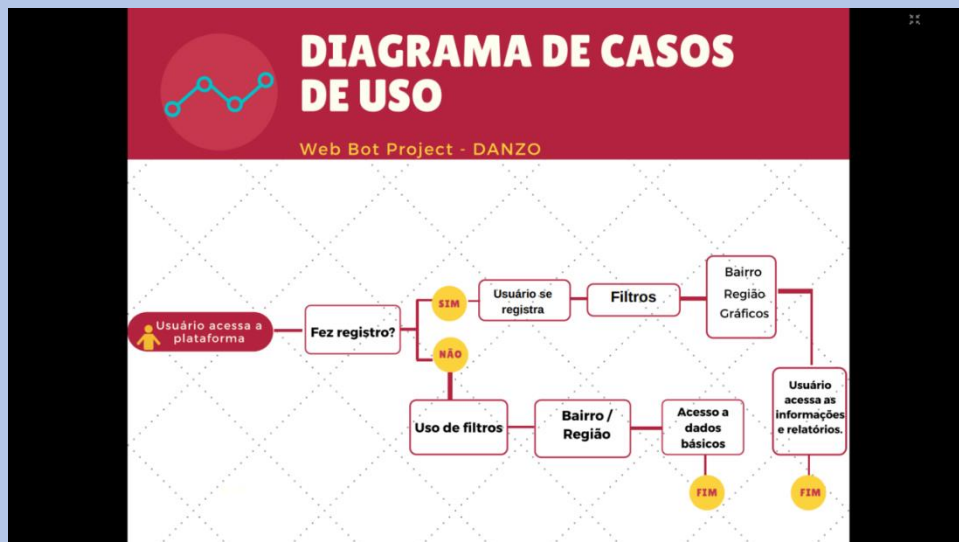 DIAGRAMA DE CASOS
DE USO
Web Bot Project - DANZO
Usuário acessa a
plataforma
Fez registro?
SIM
Usuário se
registra
Filtros
Bairro
Região
Gráficos
Usuário
acessa as
informações
e relatórios.
FIM
NÃO
Uso de filtros
Bairro /
Região
Acesso a
dados
básicos
FIM